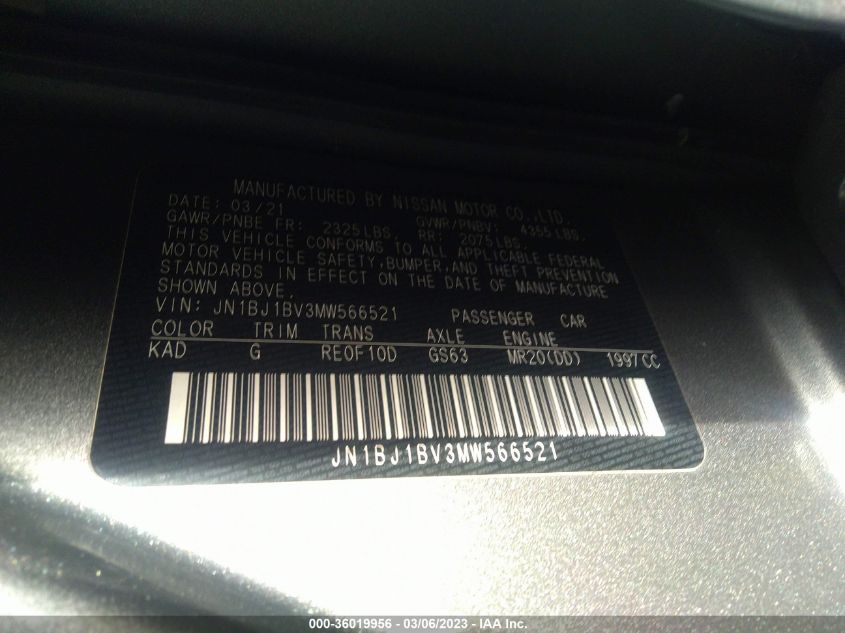 MANUFACTURED BY NISSAN MOTOR CO.,LTD.
DATE: 03/21 GVWR/PNBV: 4355LBS.
GAWR/PNBE FR: 2325LBS. RR: 2075LBS.
THIS VEHICLE CONFORMS TO ALL APPLICABLE FEDERAL
MOTOR VEHICLE SAFETY,BUMPER,AND THEFT PREVENTION
STANDARDS IN EFFECT ON THE DATE OF MANUFACTURE
SHOWN ABOVE.
VIN: JN1BJ1BV3MW566521 PASSENGER CAR
COLOR TRIM TRANS AXLE ENGINE
KAD G RE0F10D GS63 MR20(DD) 1997CC
JN1BJ1BV3MW566521
000-36019956 - 03/06/2023 - IAA Inc.